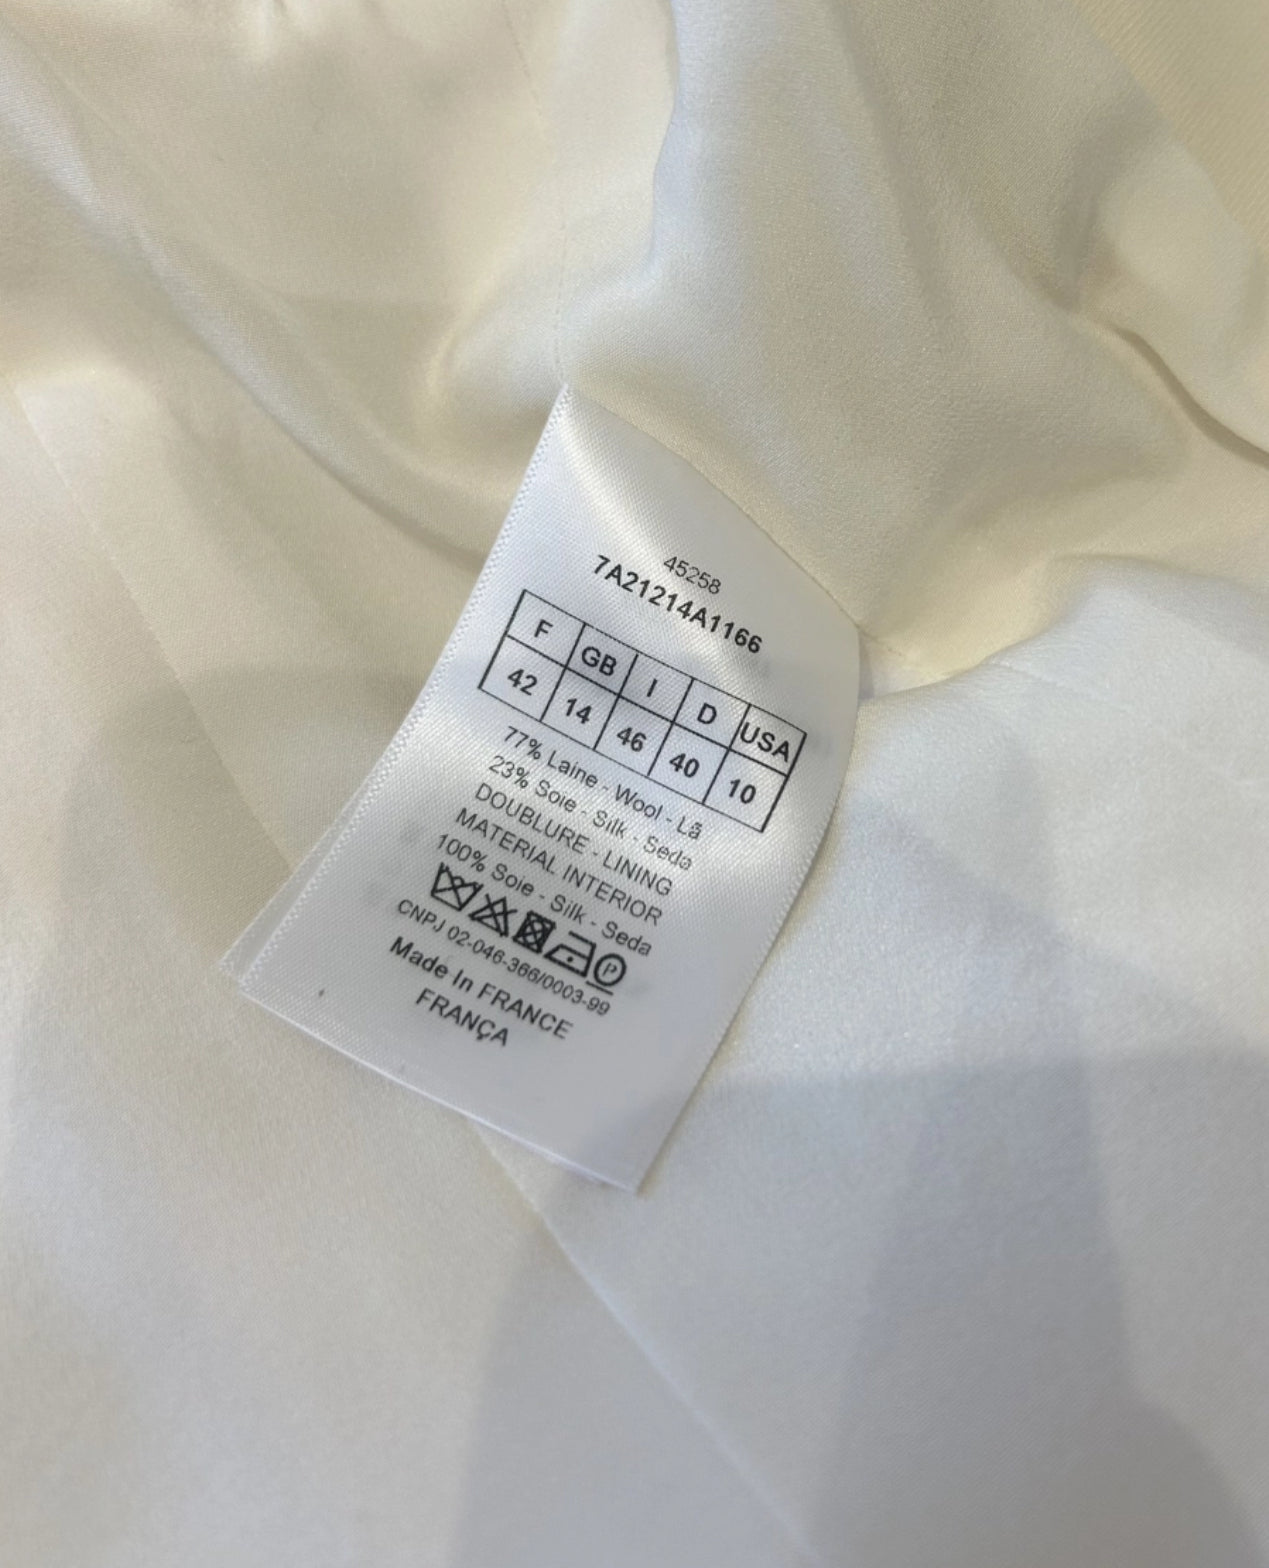 45258
7A21214A1166
F GB I D USA
42 14 46 40 10
77% Laine - Wool - Lã
23% Soie - Silk - Seda
DOUBLURE - LINING
MATERIAL INTERIOR
100% Soie - Silk - Seda
P
CNPJ 02-046-366/0003-99
Made In FRANCE
FRANÇA